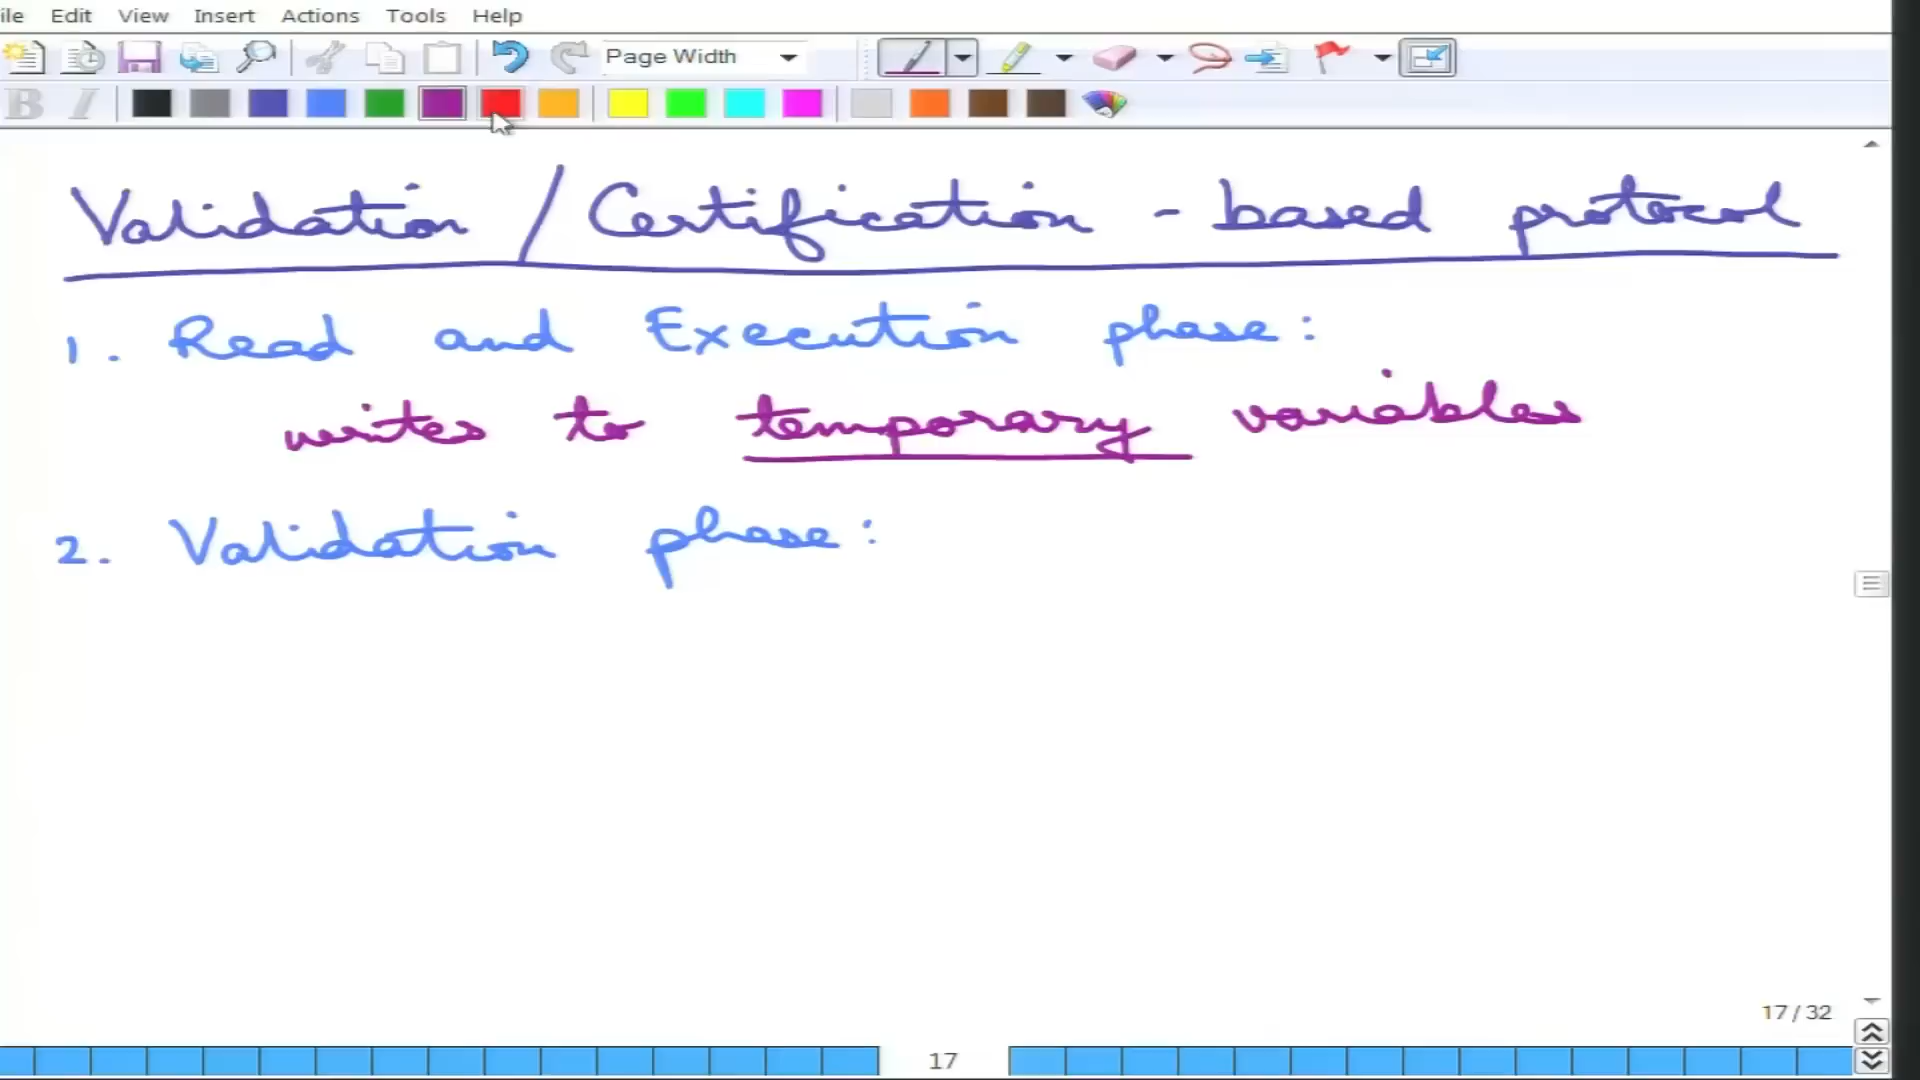 ile Edit View Insert Actions Tools Help
Page Width
B I
Validation / Certification - based protocol
1. Read and Execution phase:
writes to temporary variables
2. Validation phase:
17 / 32
17